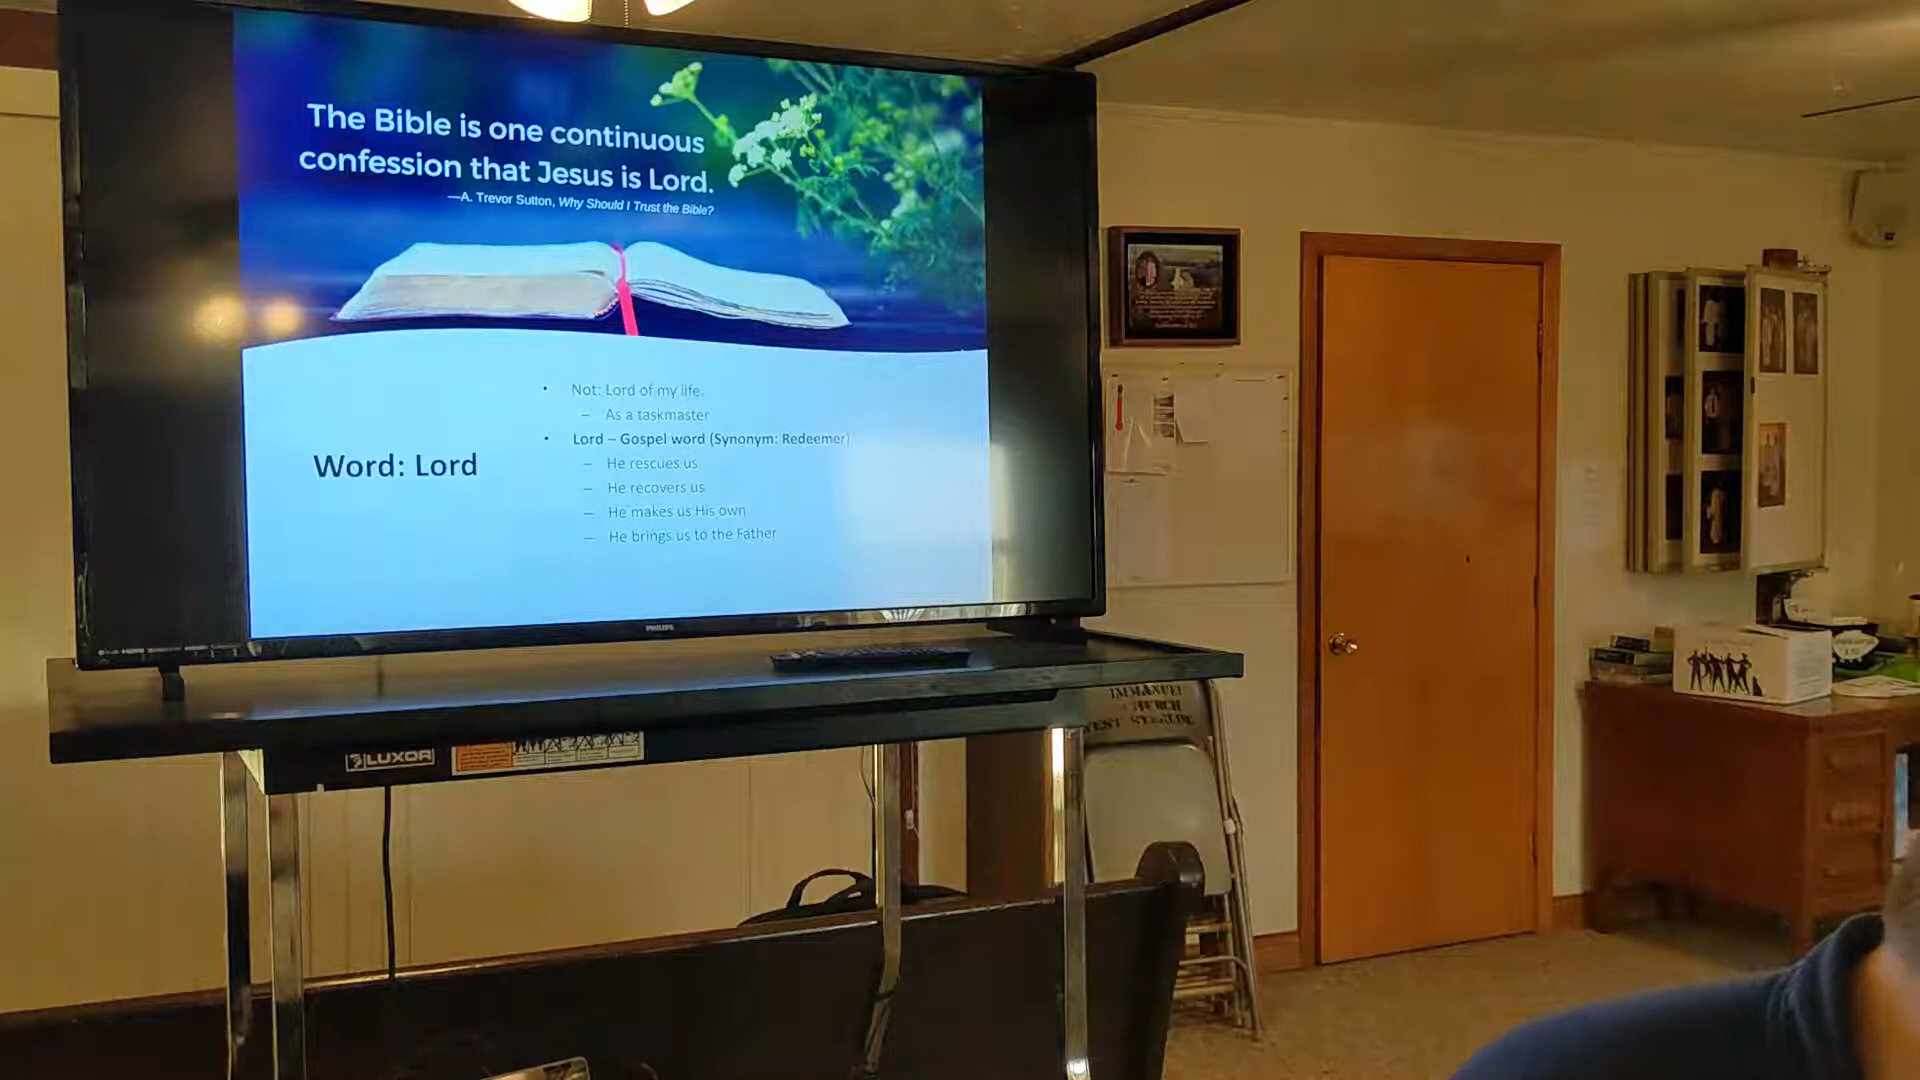 The Bible is one continuous
confession that Jesus is Lord.
—A. Trevor Sutton, Why Should I Trust the Bible?
Word: Lord
• Not: Lord of my life.
– As a taskmaster
• Lord – Gospel word (Synonym: Redeemer)
– He rescues us
– He recovers us
– He makes us His own
– He brings us to the Father
PHILIPS
LUXOR
IMMANUEL
CHURCH